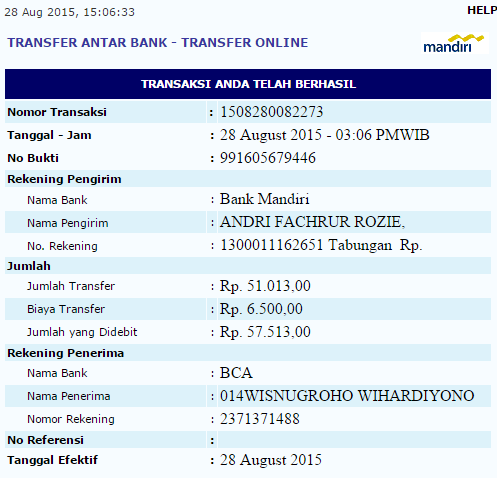 28 Aug 2015, 15:06:33 HELP
TRANSFER ANTAR BANK - TRANSFER ONLINE mandiri
TRANSAKSI ANDA TELAH BERHASIL
Nomor Transaksi : 1508280082273
Tanggal - Jam : 28 August 2015 - 03:06 PMWIB
No Bukti : 991605679446
Rekening Pengirim
Nama Bank : Bank Mandiri
Nama Pengirim : ANDRI FACHRUR ROZIE,
No. Rekening : 1300011162651 Tabungan Rp.
Jumlah
Jumlah Transfer : Rp. 51.013,00
Biaya Transfer : Rp. 6.500,00
Jumlah yang Didebit : Rp. 57.513,00
Rekening Penerima
Nama Bank : BCA
Nama Penerima : 014WISNUGROHO WIHARDIYONO
Nomor Rekening : 2371371488
No Referensi :
Tanggal Efektif : 28 August 2015